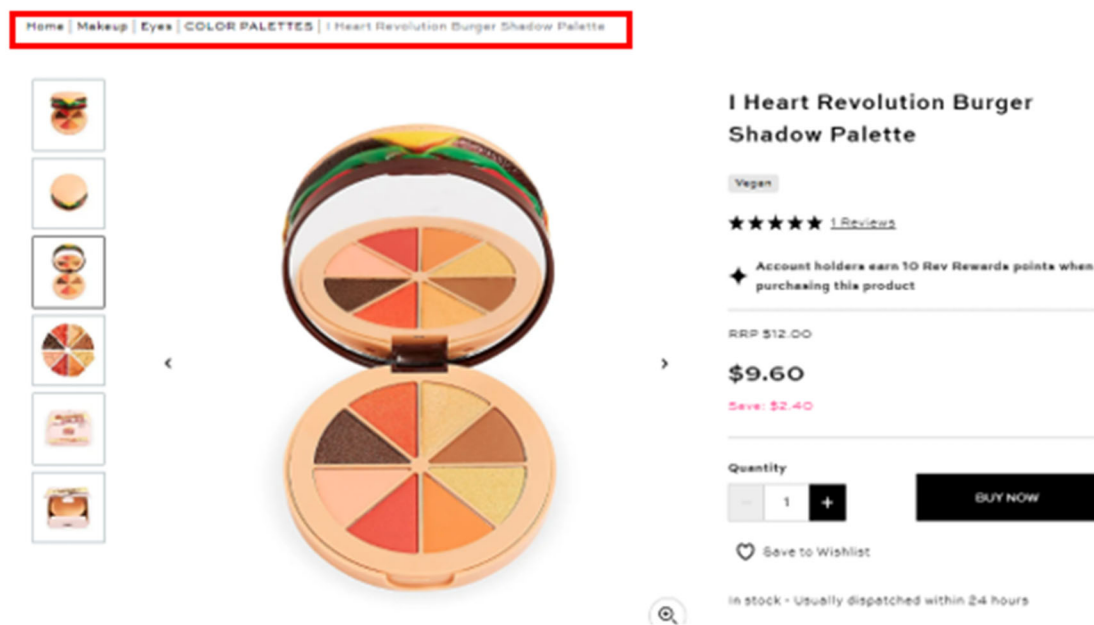 Home | Makeup | Eyes | COLOR PALETTES | I Heart Revolution Burger Shadow Palette
I Heart Revolution Burger
Shadow Palette
Vegan
1 Reviews
Account holders earn 10 Rev Rewards points when
purchasing this product
RRP $12.00
$9.60
Save: $2.40
Quantity
- 1 +
BUY NOW
Save to Wishlist
In stock - Usually dispatched within 24 hours